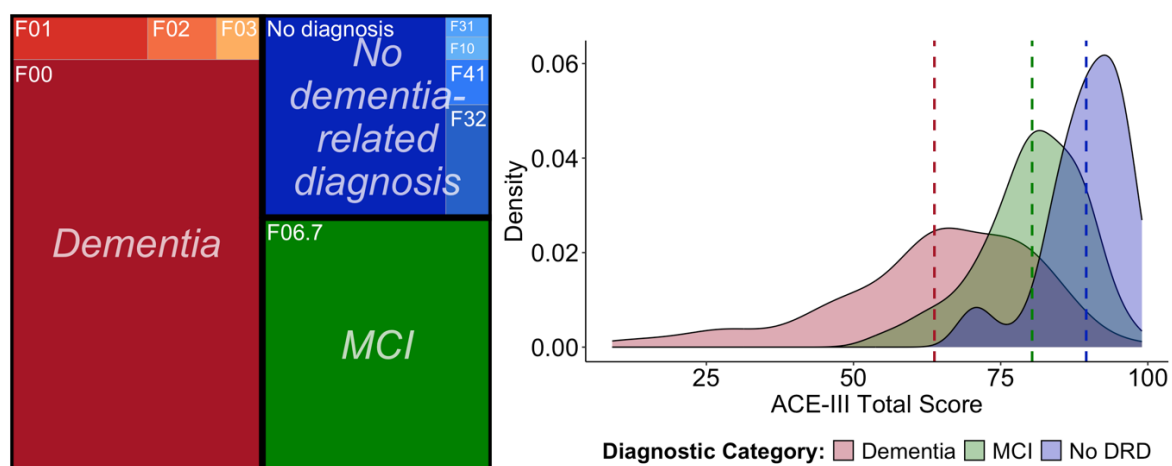 F01
F02
F03
F00
Dementia
No diagnosis
No
dementia-
related
diagnosis
F31
F10
F41
F32
F06.7
MCI
Density
0.06
0.04
0.02
0.00
25
50
75
100
ACE-III Total Score
Diagnostic Category: Dementia MCI No DRD